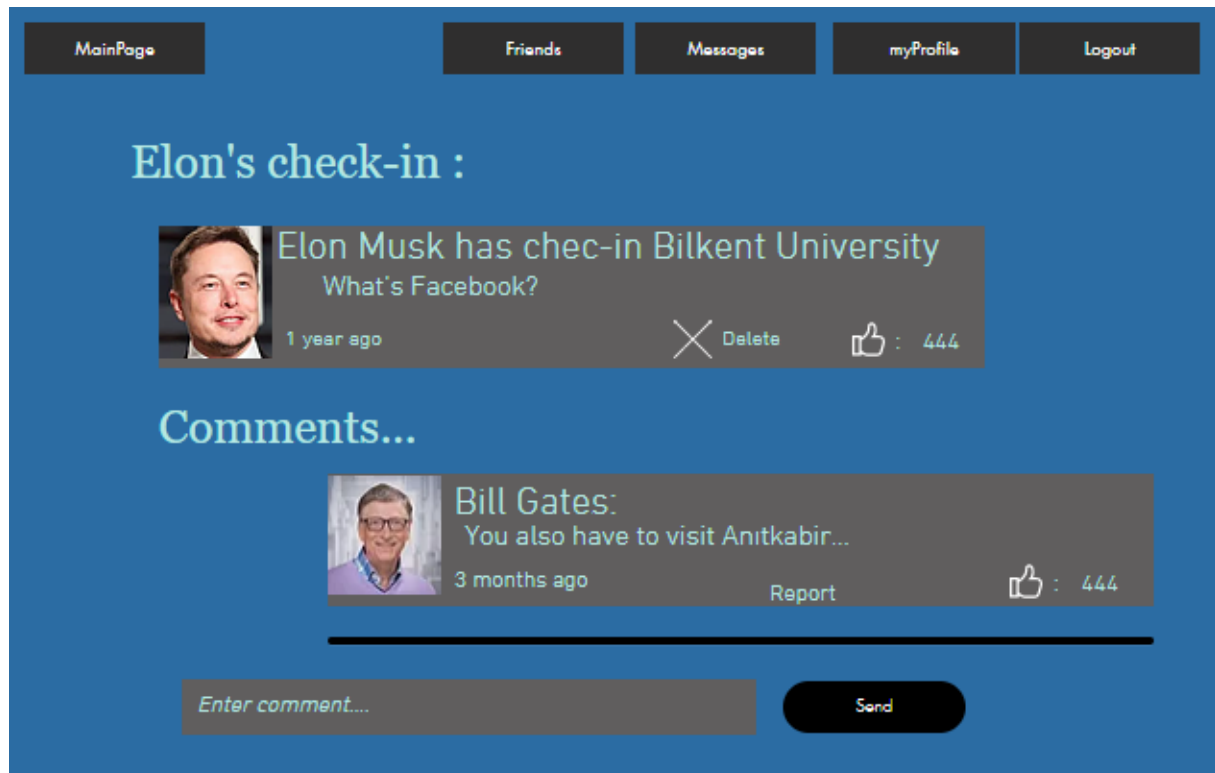 MainPage Friends Messages myProfile Logout
Elon's check-in :
Elon Musk has chec-in Bilkent University
What's Facebook?
1 year ago Delete : 444
Comments...
Bill Gates:
You also have to visit Anıtkabir...
3 months ago Report : 444
Enter comment.... Send